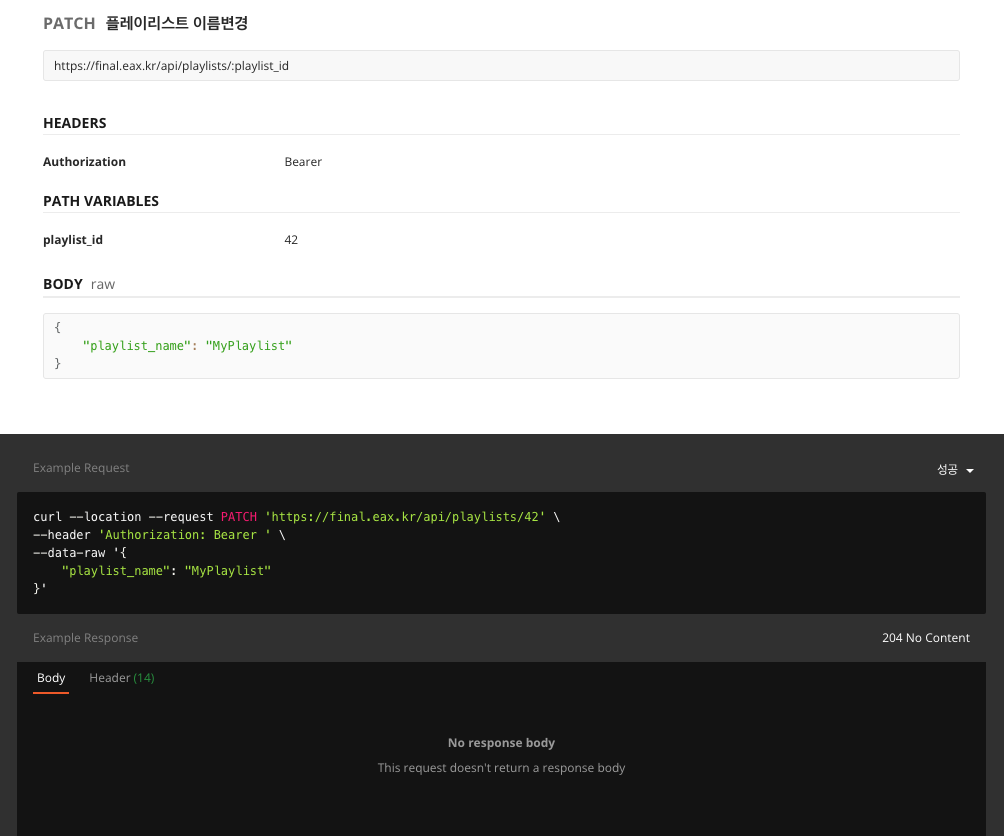 PATCH 플레이리스트 이름변경
https://final.eax.kr/api/playlists/:playlist_id
HEADERS
Authorization Bearer
PATH VARIABLES
playlist_id 42
BODY raw
{
    "playlist_name": "MyPlaylist"
}
Example Request 성공
curl --location --request PATCH 'https://final.eax.kr/api/playlists/42' \
--header 'Authorization: Bearer ' \
--data-raw '{
    "playlist_name": "MyPlaylist"
}'
Example Response 204 No Content
Body Header (14)
No response body
This request doesn't return a response body